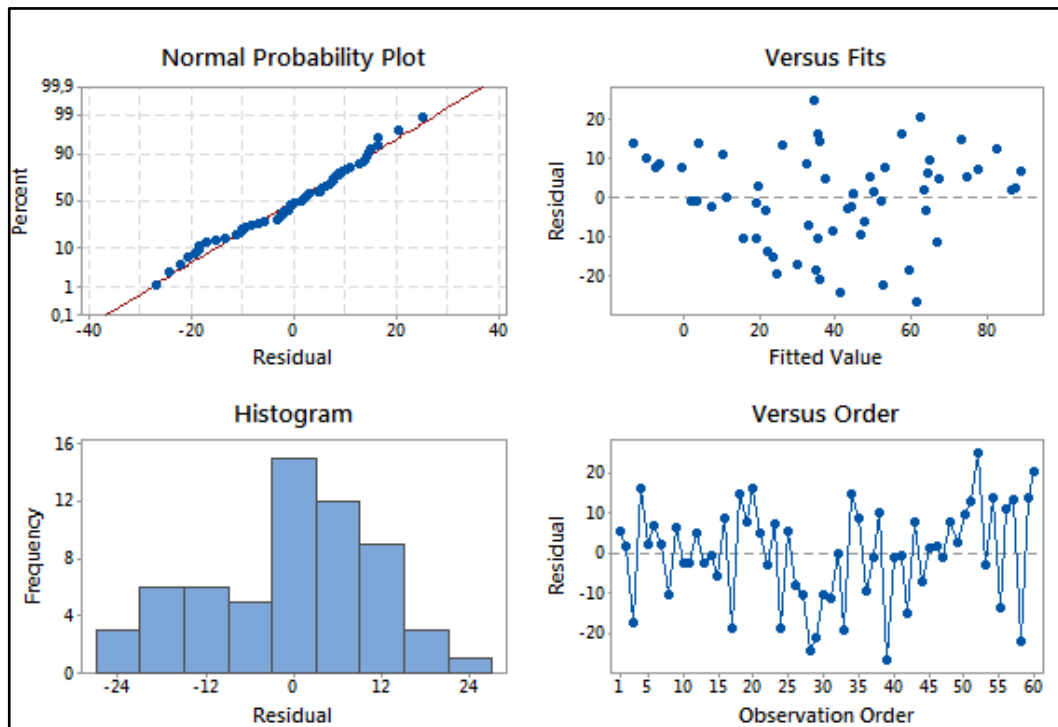 Normal Probability Plot
99,9
99
90
50
10
1
0,1
Percent
-40 -20 0 20 40
Residual
Versus Fits
20
10
0
-10
-20
Residual
0 20 40 60 80
Fitted Value
Histogram
16
12
8
4
0
Frequency
-24 -12 0 12 24
Residual
Versus Order
20
10
0
-10
-20
Residual
1 5 10 15 20 25 30 35 40 45 50 55 60
Observation Order